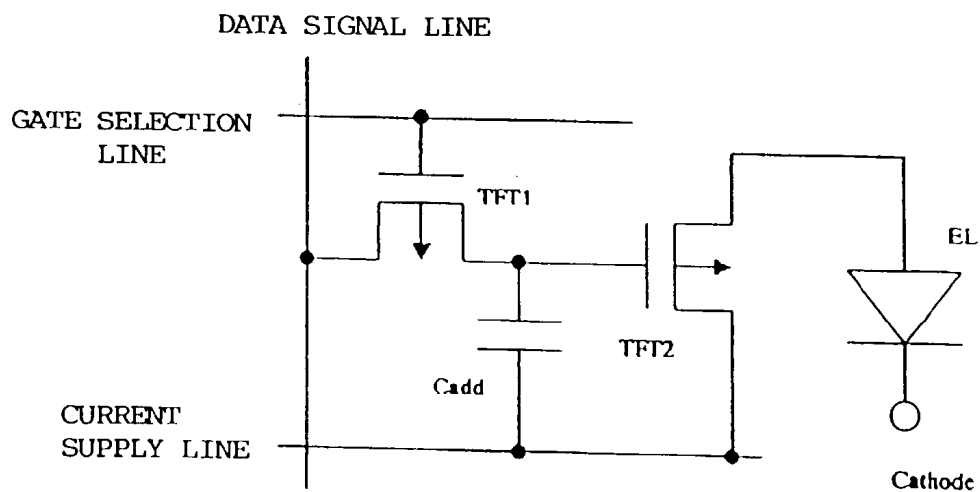 DATA SIGNAL LINE
GATE SELECTION
LINE
TFT1
EL
TFT2
Cadd
CURRENT
SUPPLY LINE
Cathode